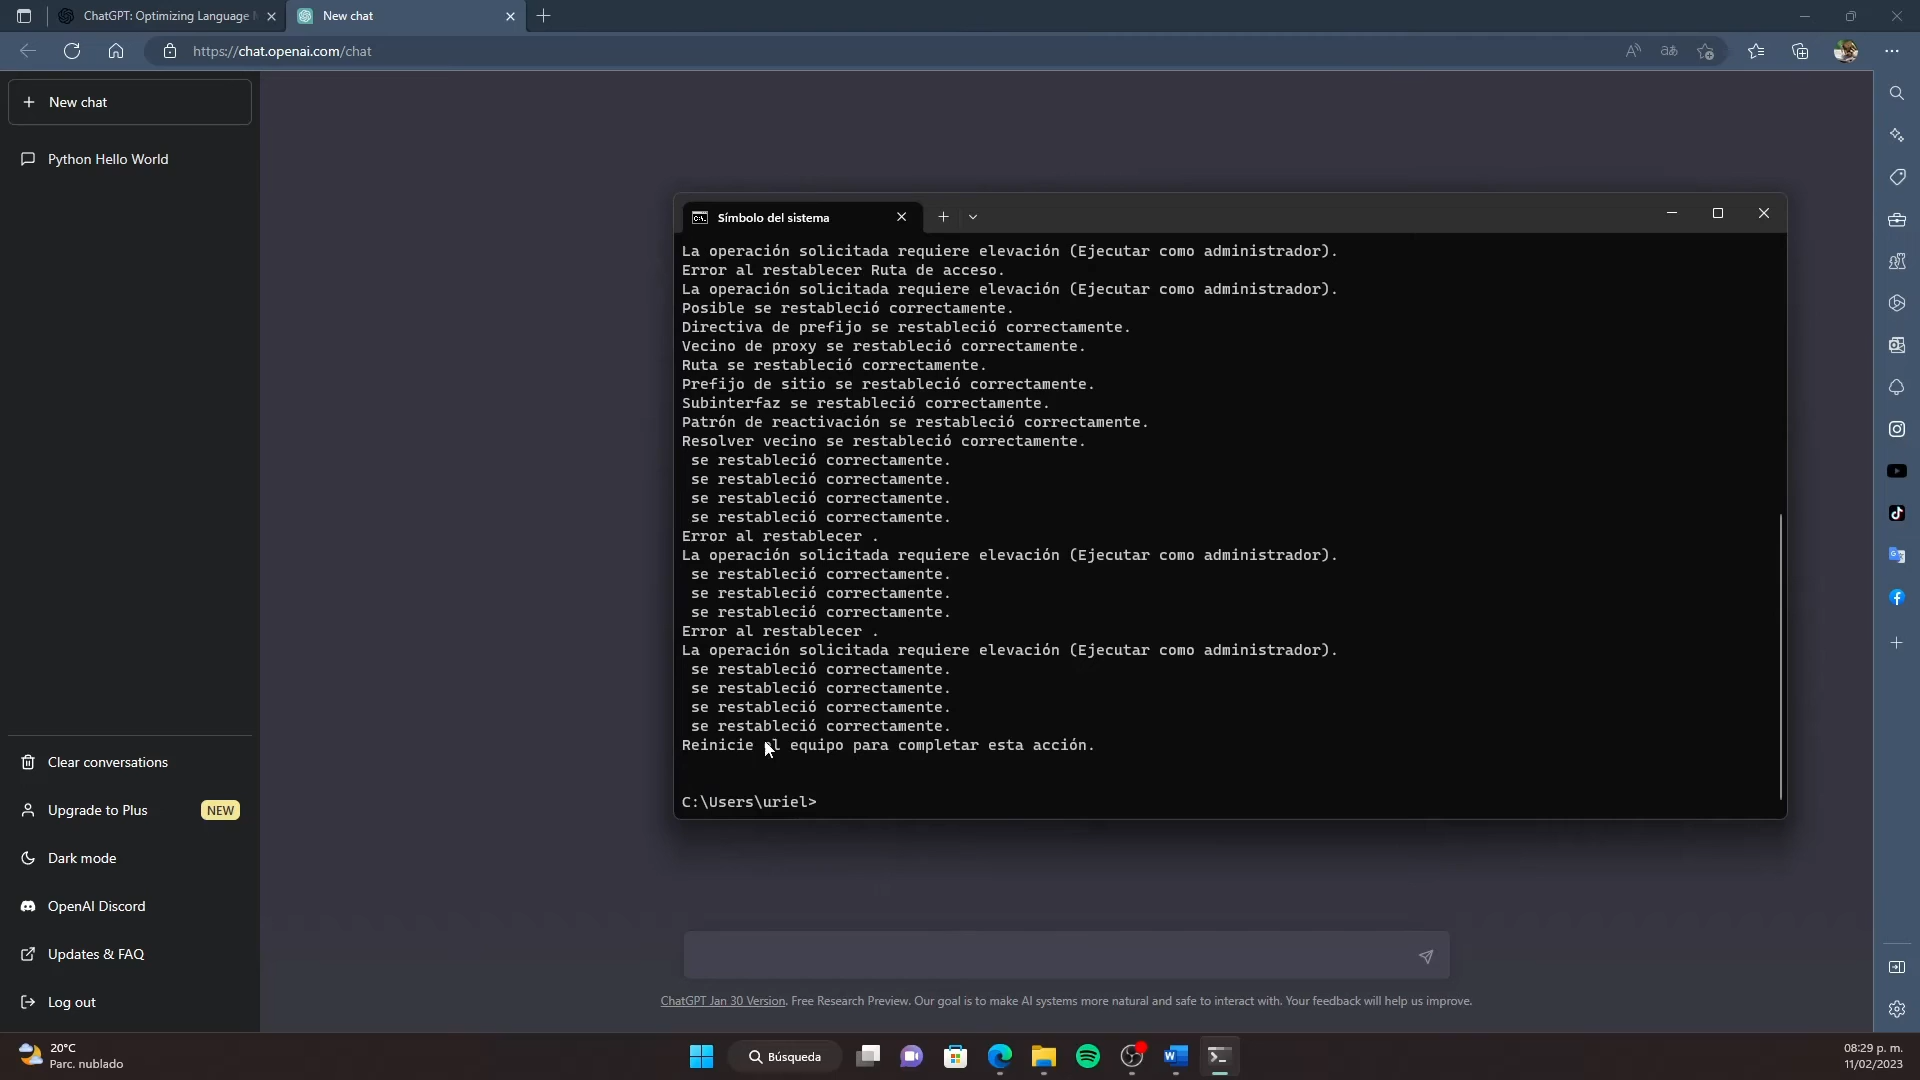 ChatGPT: Optimizing Language
New chat
https://chat.openai.com/chat
New chat
Python Hello World
Símbolo del sistema
La operación solicitada requiere elevación (Ejecutar como administrador).
Error al restablecer Ruta de acceso.
La operación solicitada requiere elevación (Ejecutar como administrador).
Posible se restableció correctamente.
Directiva de prefijo se restableció correctamente.
Vecino de proxy se restableció correctamente.
Ruta se restableció correctamente.
Prefijo de sitio se restableció correctamente.
Subinterfaz se restableció correctamente.
Patrón de reactivación se restableció correctamente.
Resolver vecino se restableció correctamente.
se restableció correctamente.
se restableció correctamente.
se restableció correctamente.
se restableció correctamente.
Error al restablecer .
La operación solicitada requiere elevación (Ejecutar como administrador).
se restableció correctamente.
se restableció correctamente.
se restableció correctamente.
Error al restablecer .
La operación solicitada requiere elevación (Ejecutar como administrador).
se restableció correctamente.
se restableció correctamente.
se restableció correctamente.
se restableció correctamente.
Reinicie el equipo para completar esta acción.
C:\Users\uriel>
Clear conversations
Upgrade to Plus NEW
Dark mode
OpenAI Discord
Updates & FAQ
Log out
ChatGPT Jan 30 Version. Free Research Preview. Our goal is to make AI systems more natural and safe to interact with. Your feedback will help us improve.
20°C
Parc. nublado
Búsqueda
08:29 p. m.
11/02/2023